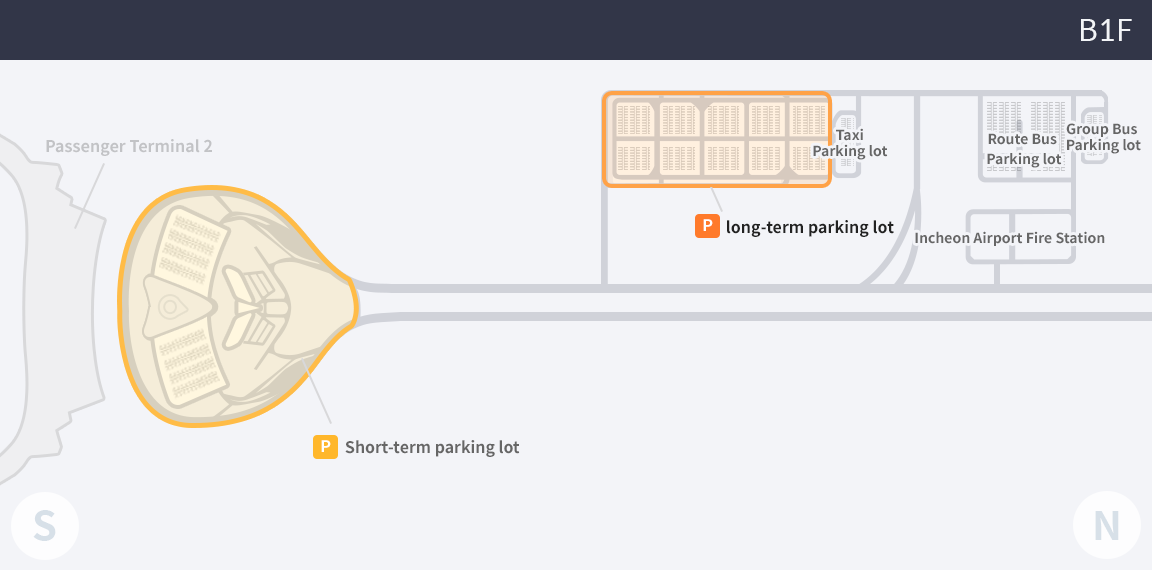 B1F
Passenger Terminal 2
Taxi
Parking lot
Route Bus
Parking lot
Group Bus
Parking lot
P long-term parking lot
Incheon Airport Fire Station
P Short-term parking lot
S
N